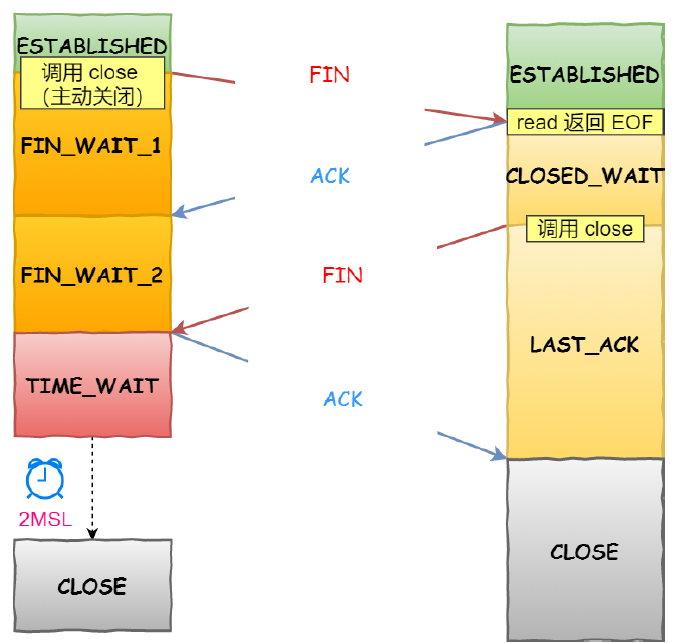 ESTABLISHED
调用 close
（主动关闭）
FIN_WAIT_1
FIN_WAIT_2
TIME_WAIT
2MSL
CLOSE
FIN
ACK
FIN
ACK
ESTABLISHED
read 返回 EOF
CLOSED_WAIT
调用 close
LAST_ACK
CLOSE